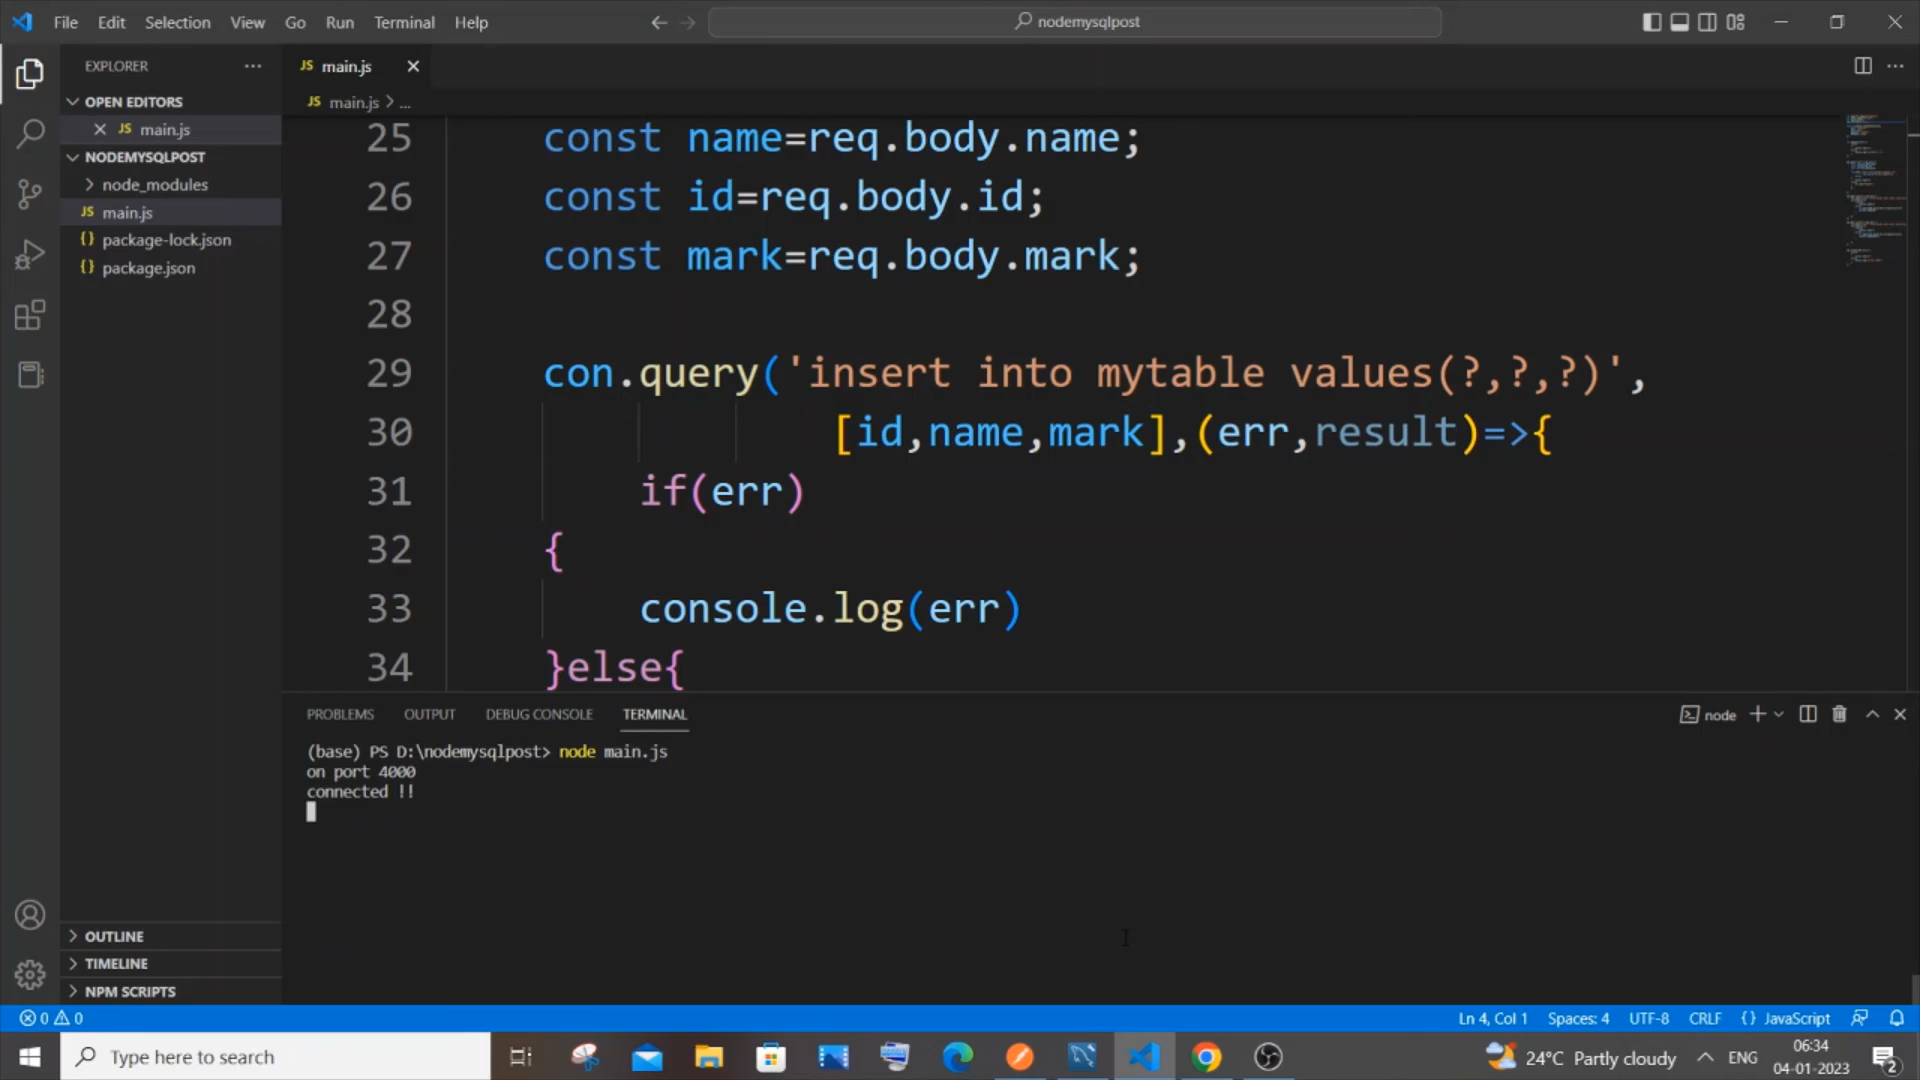 File Edit Selection View Go Run Terminal Help
nodemysqlpost
EXPLORER
OPEN EDITORS
JS main.js
NODEMYSQLPOST
node_modules
JS main.js
{} package-lock.json
{} package.json
OUTLINE
TIMELINE
NPM SCRIPTS
JS main.js
JS main.js > ...
25 const name=req.body.name;
26 const id=req.body.id;
27 const mark=req.body.mark;
28
29 con.query('insert into mytable values(?,?,?)',
30 [id,name,mark],(err,result)=>{
31 if(err)
32 {
33 console.log(err)
34 }else{
PROBLEMS OUTPUT DEBUG CONSOLE TERMINAL
node
(base) PS D:\nodemysqlpost> node main.js
on port 4000
connected !!
0 0
Ln 4, Col 1 Spaces: 4 UTF-8 CRLF {} JavaScript
Type here to search
24°C Partly cloudy
ENG
06:34
04-01-2023
2